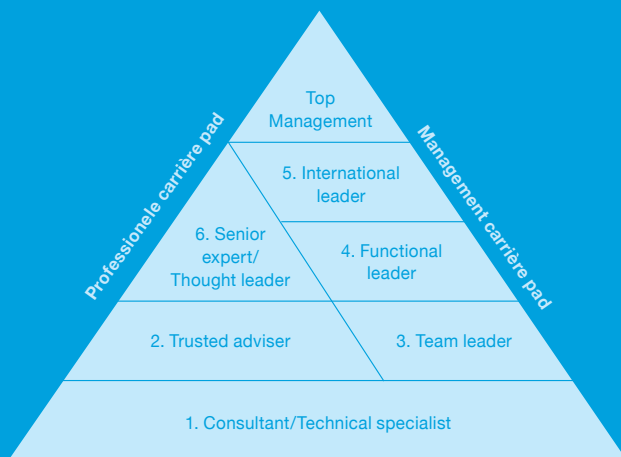 Top
Management
Professionele carrière pad
Management carrière pad
5. International
leader
6. Senior
expert/
Thought leader
4. Functional
leader
2. Trusted adviser
3. Team leader
1. Consultant/Technical specialist